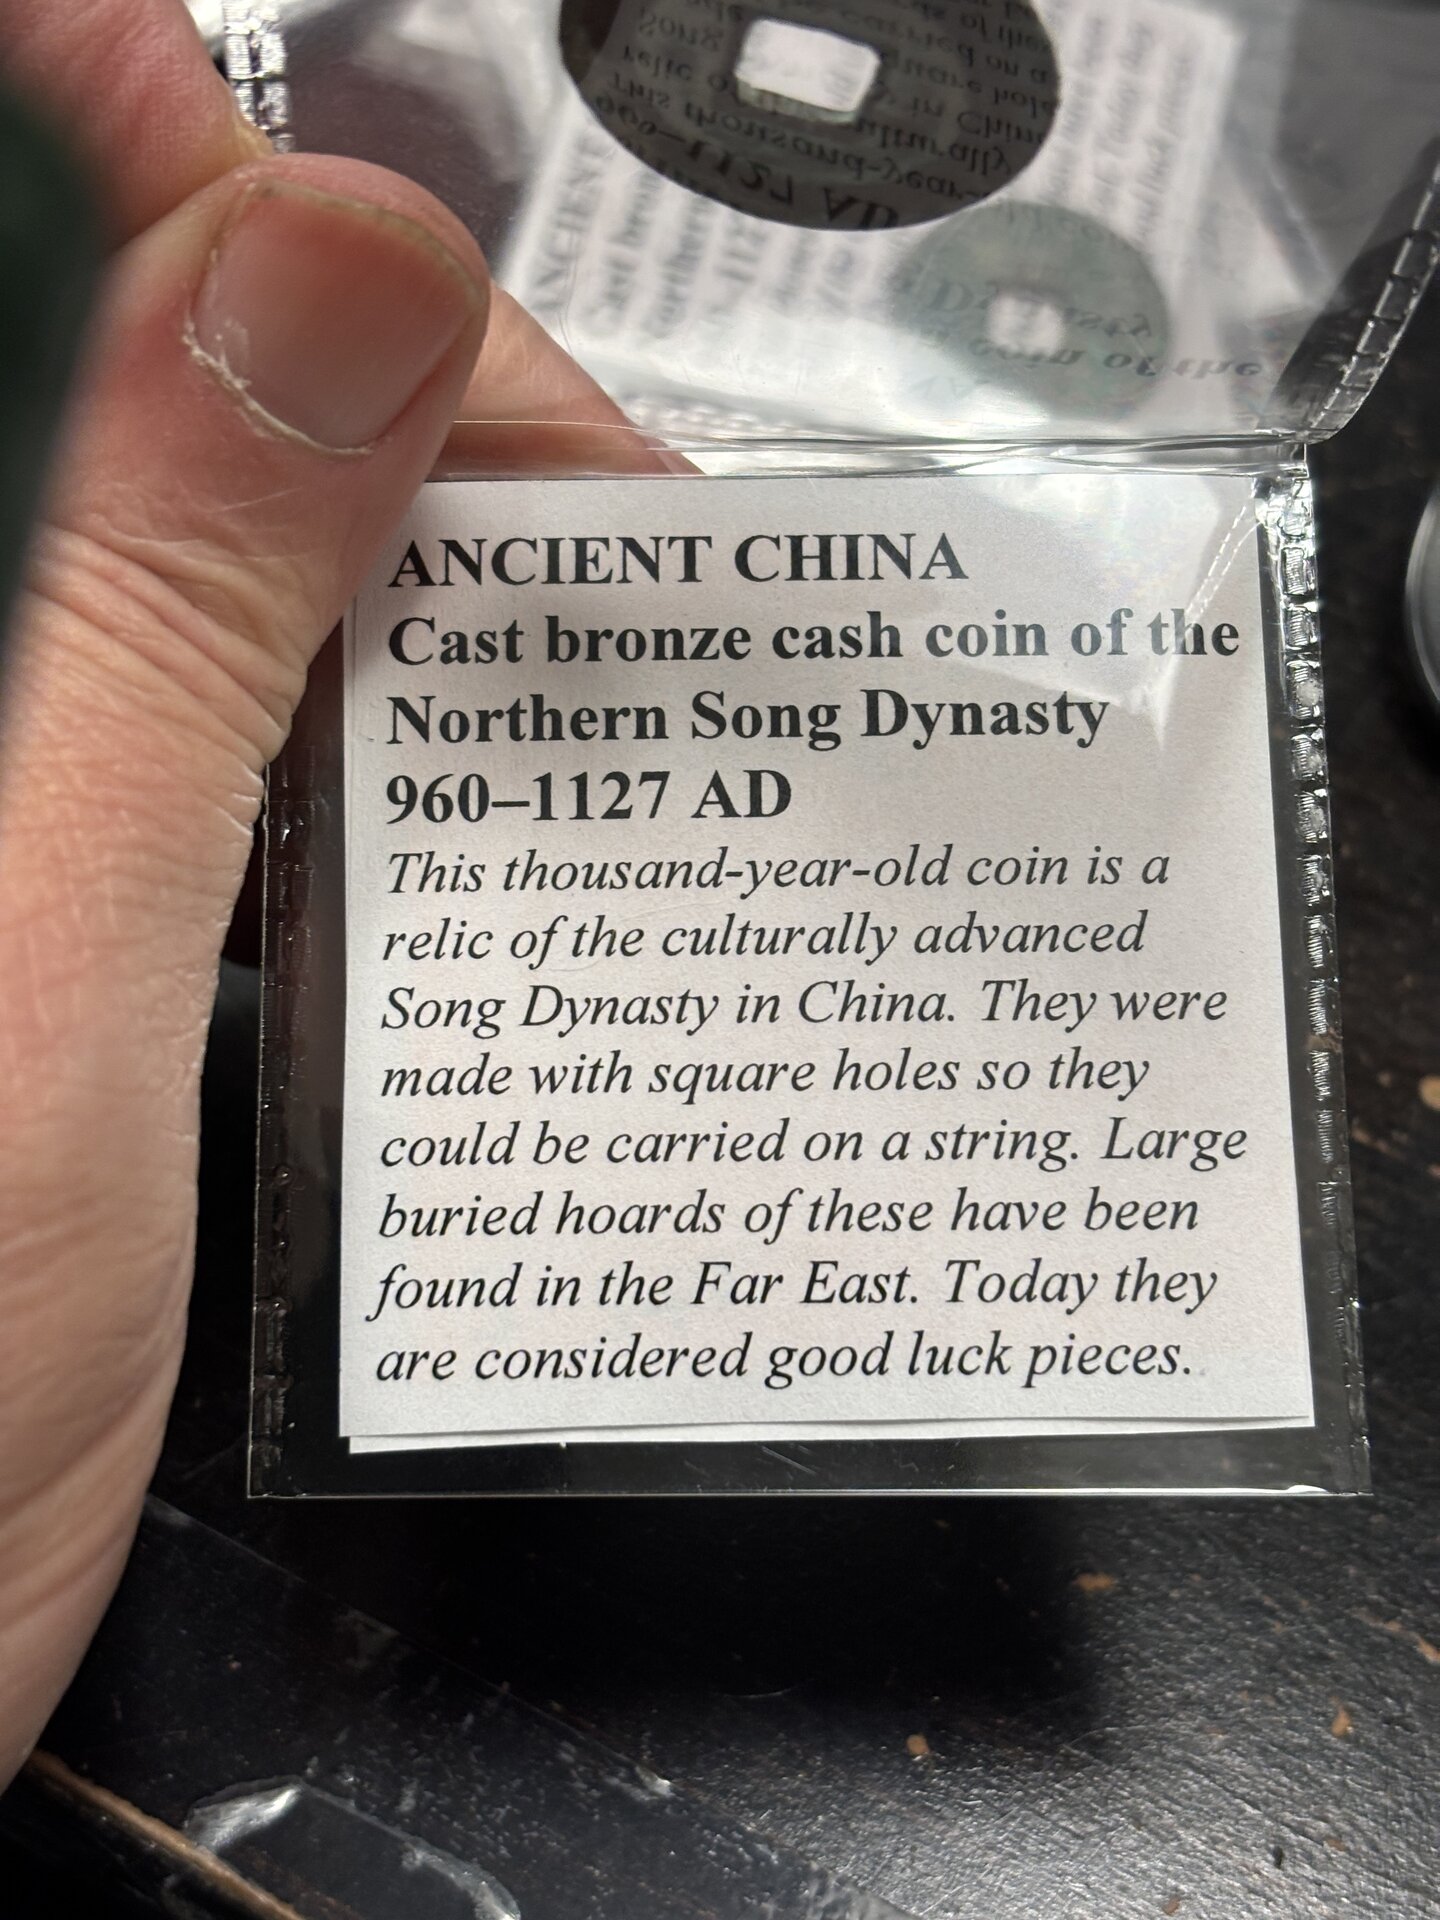 ANCIENT CHINA
Cast bronze cash coin of the
Northern Song Dynasty
960–1127 AD
This thousand-year-old coin is a
relic of the culturally advanced
Song Dynasty in China. They were
made with square holes so they
could be carried on a string. Large
buried hoards of these have been
found in the Far East. Today they
are considered good luck pieces.